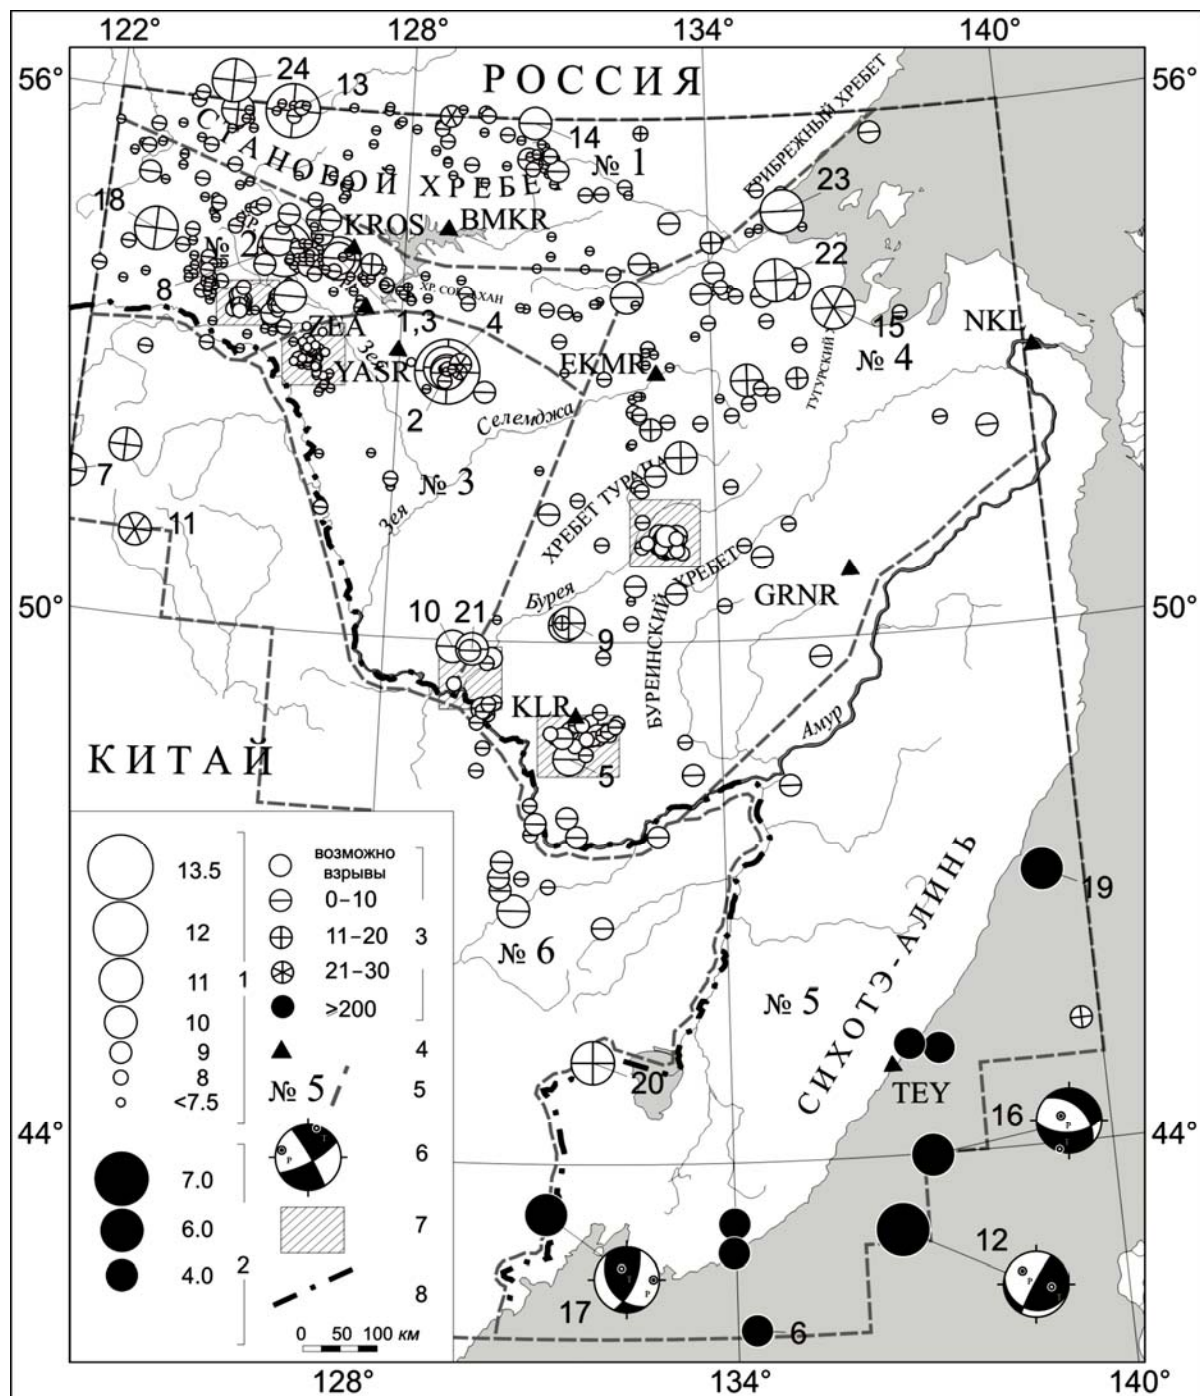 122° 128° 134° 140°
56° 56°
РОССИЯ
24 13
14
№ 1
СТАНОВОЙ ХРЕБЕТ
ПРИБРЕЖНЫЙ ХРЕБЕТ
18
23
KROS BMKR
№ 2
22
8
ХР. СОКТАХАН
ZEA 1,3 4
15
NKL
№ 4
Зея
YASR
EKMR
ТУГУРСКИЙ
2
Селемджа
7
№ 3
ХРЕБЕТ ТУРАНА
11
Зея
ХРЕБЕТ
GRNR
50° 50°
Бурея
10 21
9
БУРЕИНСКИЙ
KLR
Амур
КИТАЙ
5
13.5
12
11
10
9
8
<7.5
1
7.0
6.0
4.0
2
возможно
взрывы
0–10
11–20
21–30
≥200
3
4
№ 5
5
P T
6
7
8
0 50 100 км
19
№ 6
СИХОТЭ-АЛИНЬ
№ 5
20
TEY
16
44° 44°
P
T
12
17
T P
P T
6
128° 134° 140°